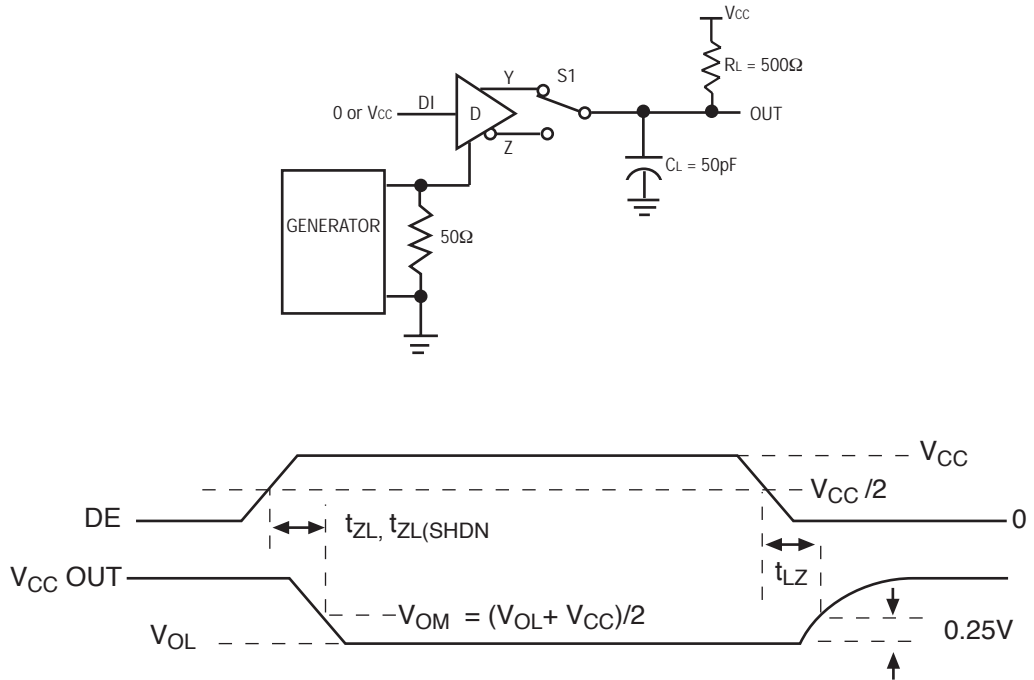 VCC
RL = 500Ω
Y
S1
0 or VCC
DI
D
OUT
Z
CL = 50pF
GENERATOR
50Ω
VCC
VCC /2
DE
tZL, tZL(SHDN
0
VCC OUT
tLZ
VOM = (VOL+ VCC)/2
VOL
0.25V